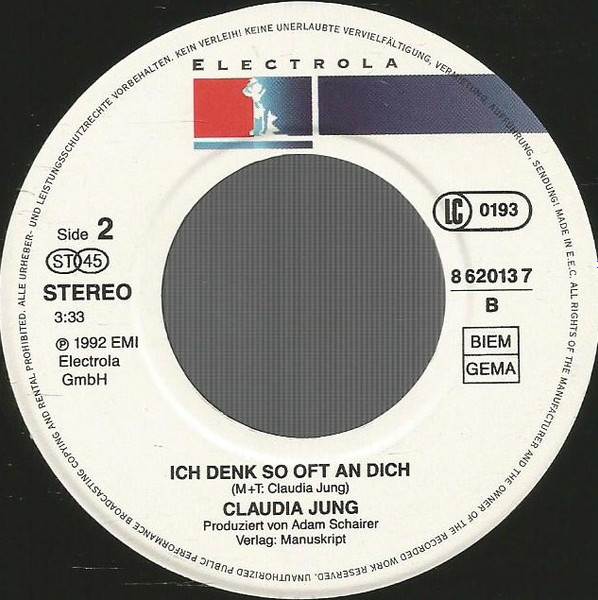 ELECTROLA
Side 2
ST 45
STEREO
3:33
℗ 1992 EMI
Electrola
GmbH
LC 0193
8 62013 7
B
BIEM
GEMA
ICH DENK SO OFT AN DICH
(M+T: Claudia Jung)
CLAUDIA JUNG
Produziert von Adam Schairer
Verlag: Manuskript
ALLE URHEBER- UND LEISTUNGSSCHUTZRECHTE VORBEHALTEN. KEIN VERLEIH! KEINE UNERLAUBTE VERVIELFÄLTIGUNG, VERMIETUNG, AUFFÜHRUNG, SENDUNG! MADE IN E.E.C. ALL RIGHTS OF THE MANUFACTURER AND THE OWNER OF THE RECORDED WORK RESERVED. UNAUTHORIZED PUBLIC PERFORMANCE BROADCASTING COPYING AND RENTAL PROHIBITED.